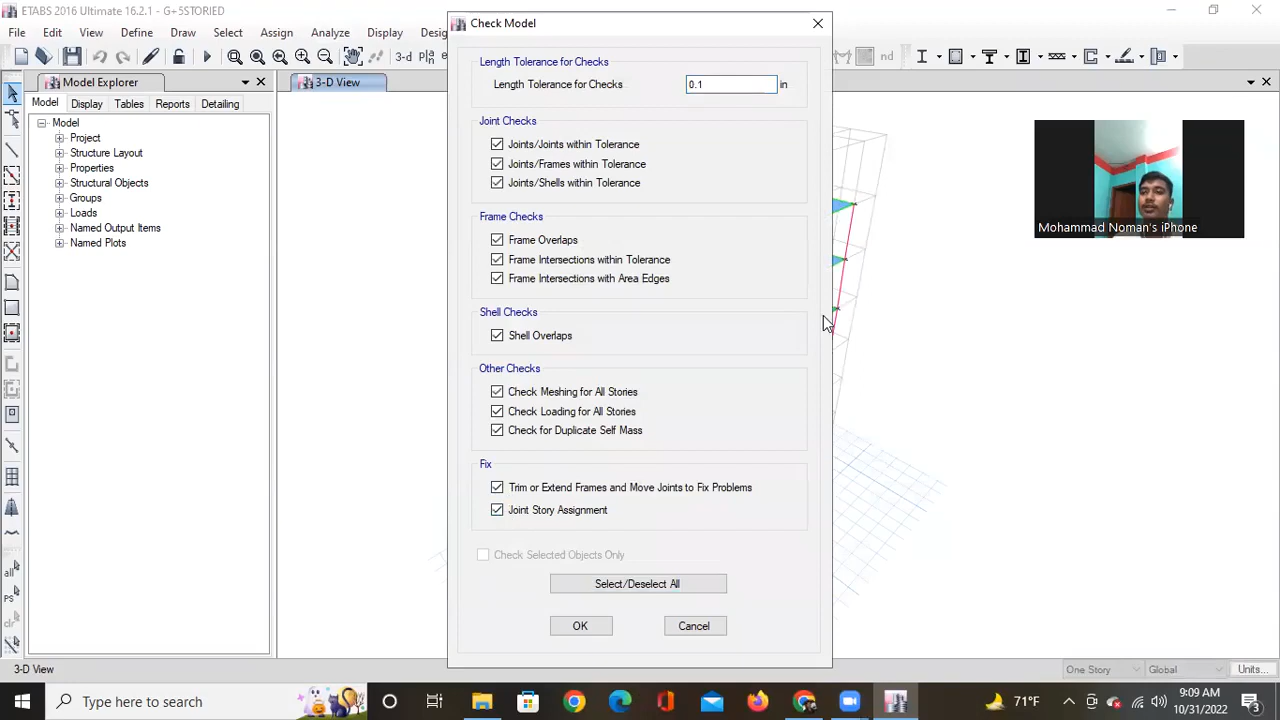 ETABS 2016 Ultimate 16.2.1 - G+5STORIED
File Edit View Define Draw Select Assign Analyze Display
3-d
nd
Model Explorer
3-D View
Model Display Tables Reports Detailing
Model
Project
Structure Layout
Properties
Structural Objects
Groups
Loads
Named Output Items
Named Plots
all
PS
clr
Check Model
Length Tolerance for Checks
Length Tolerance for Checks 0.1 in
Joint Checks
Joints/Joints within Tolerance
Joints/Frames within Tolerance
Joints/Shells within Tolerance
Frame Checks
Frame Overlaps
Frame Intersections within Tolerance
Frame Intersections with Area Edges
Shell Checks
Shell Overlaps
Other Checks
Check Meshing for All Stories
Check Loading for All Stories
Check for Duplicate Self Mass
Fix
Trim or Extend Frames and Move Joints to Fix Problems
Joint Story Assignment
Check Selected Objects Only
Select/Deselect All
OK Cancel
Mohammad Noman's iPhone
3-D View
One Story Global Units...
Type here to search
71°F
9:09 AM
10/31/2022
3